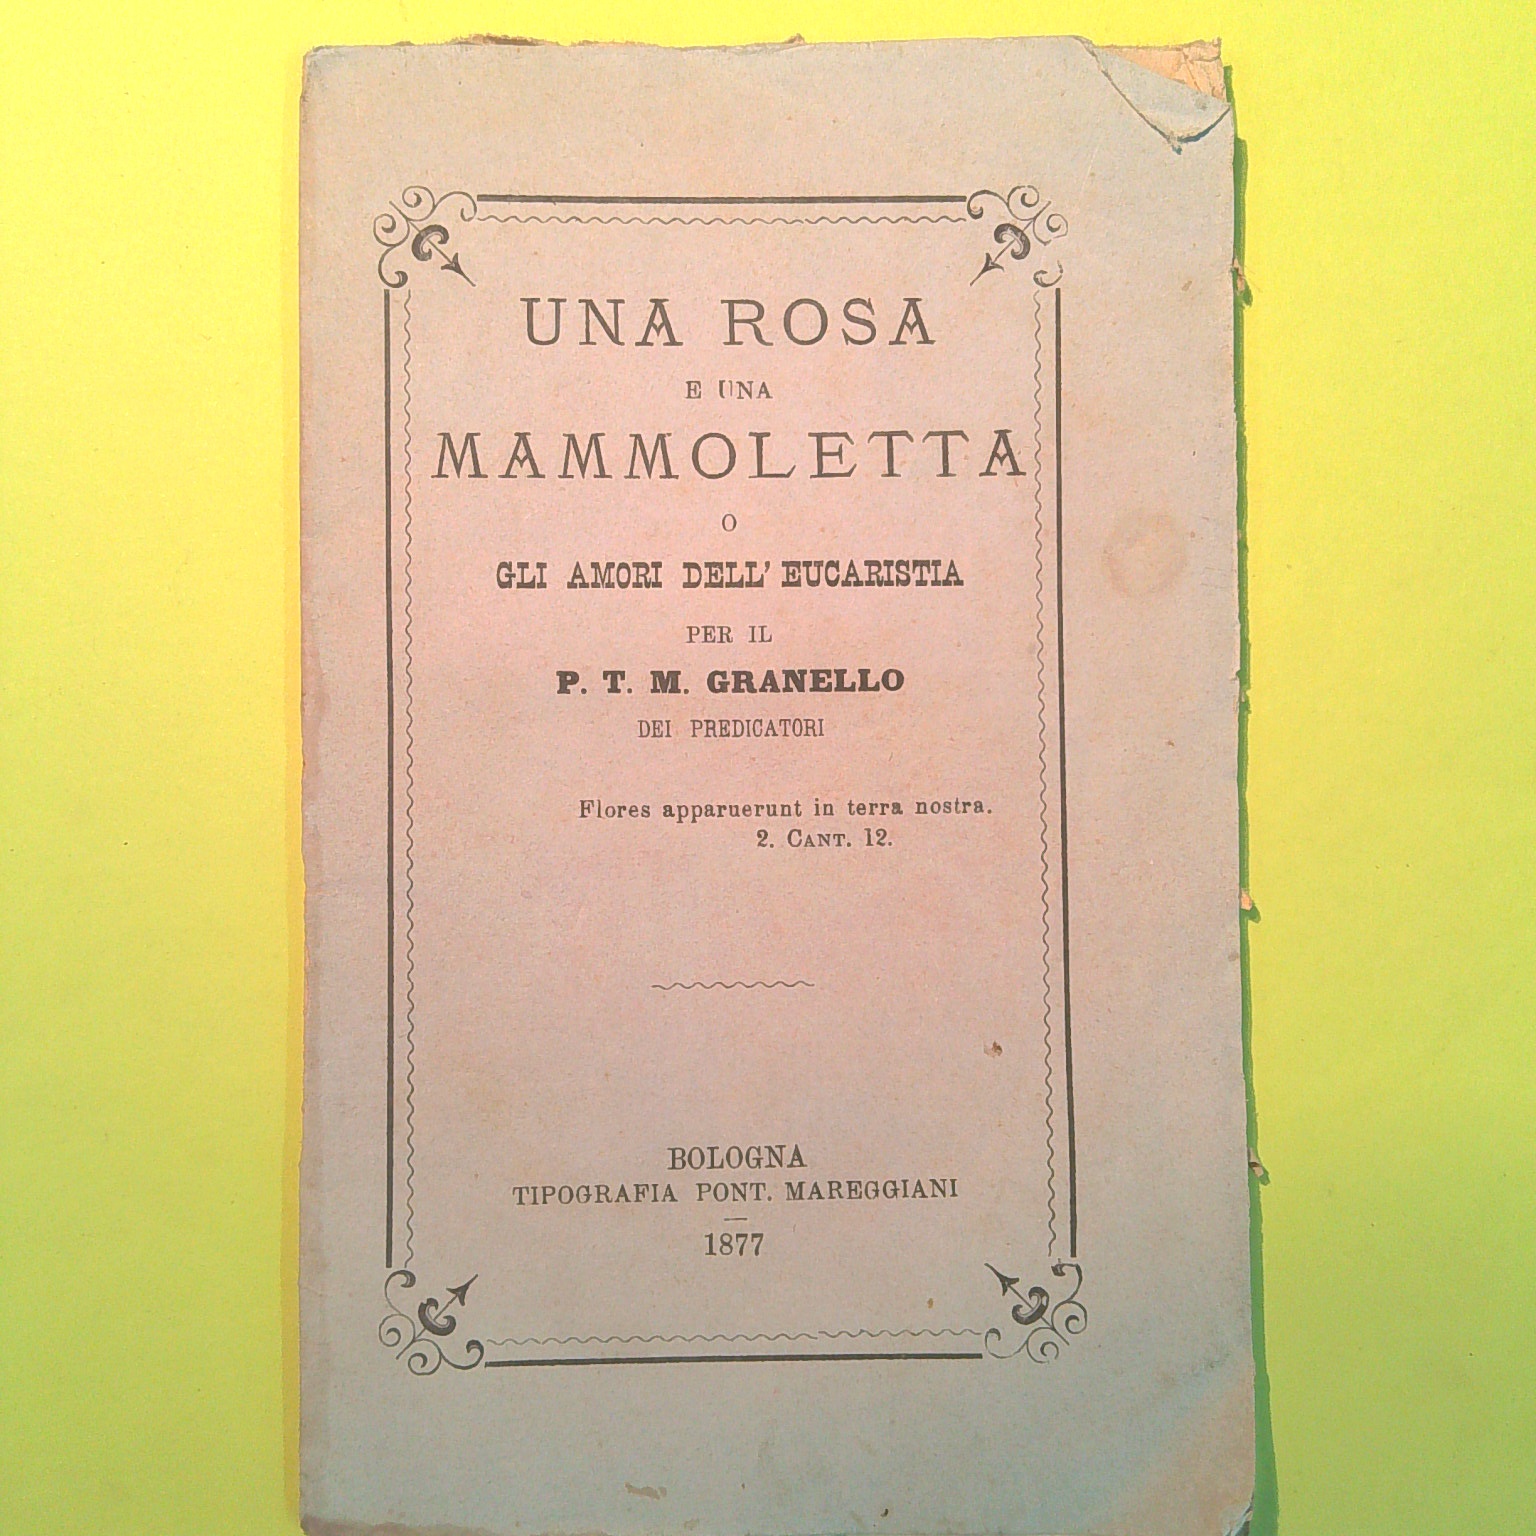 UNA ROSA
E UNA
MAMMOLETTA
O
GLI AMORI DELL' EUCARISTIA
PER IL
P. T. M. GRANELLO
DEI PREDICATORI
Flores apparuerunt in terra nostra.
2. CANT. 12.
BOLOGNA
TIPOGRAFIA PONT. MAREGGIANI
1877